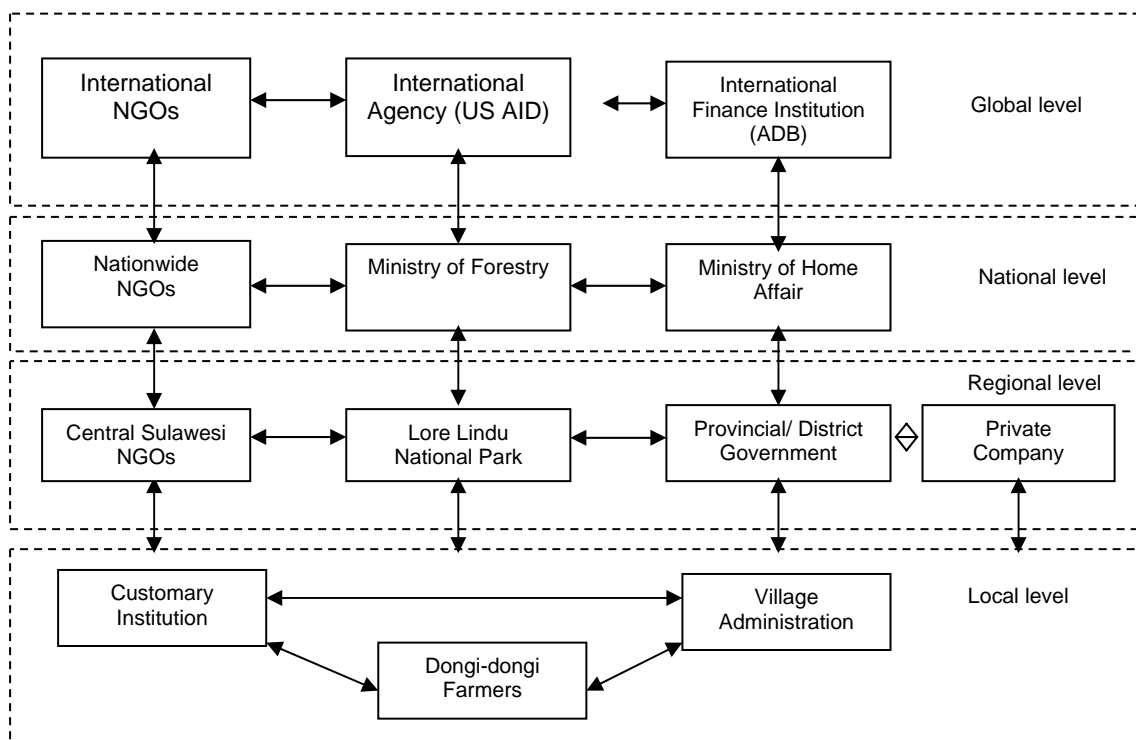 International
NGOs
International
Agency (US AID)
International
Finance Institution
(ADB)
Global level
Nationwide
NGOs
Ministry of Forestry
Ministry of Home
Affair
National level
Regional level
Central Sulawesi
NGOs
Lore Lindu
National Park
Provincial/ District
Government
Private
Company
Customary
Institution
Village
Administration
Local level
Dongi-dongi
Farmers